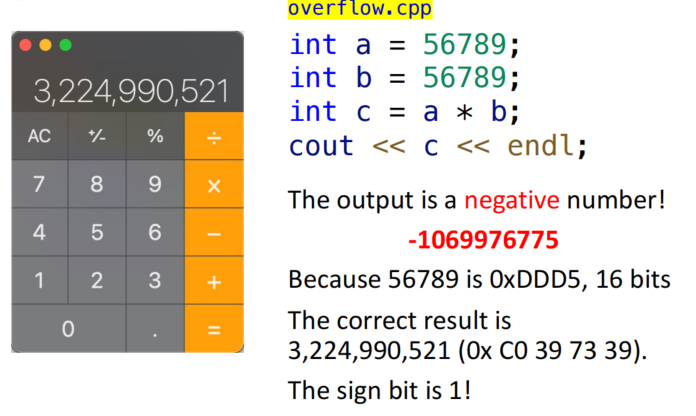 overflow.cpp
3,224,990,521
AC +/- % ÷
7 8 9 ×
4 5 6 −
1 2 3 +
0 . =
int a = 56789;
int b = 56789;
int c = a * b;
cout << c << endl;
The output is a negative number!
-1069976775
Because 56789 is 0xDDD5, 16 bits
The correct result is
3,224,990,521 (0x C0 39 73 39).
The sign bit is 1!